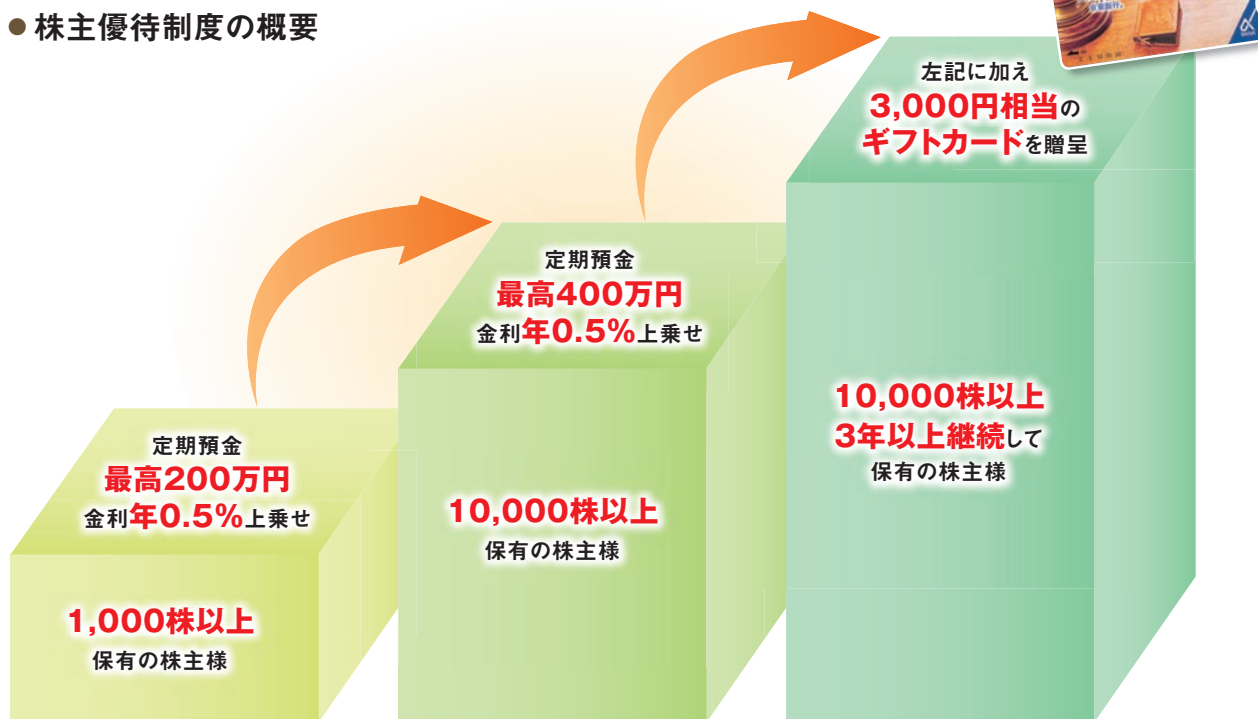 ● 株主優待制度の概要
左記に加え
3,000円相当の
ギフトカードを贈呈
定期預金
最高400万円
金利年0.5%上乗せ
10,000株以上
3年以上継続して
保有の株主様
定期預金
最高200万円
金利年0.5%上乗せ
10,000株以上
保有の株主様
1,000株以上
保有の株主様